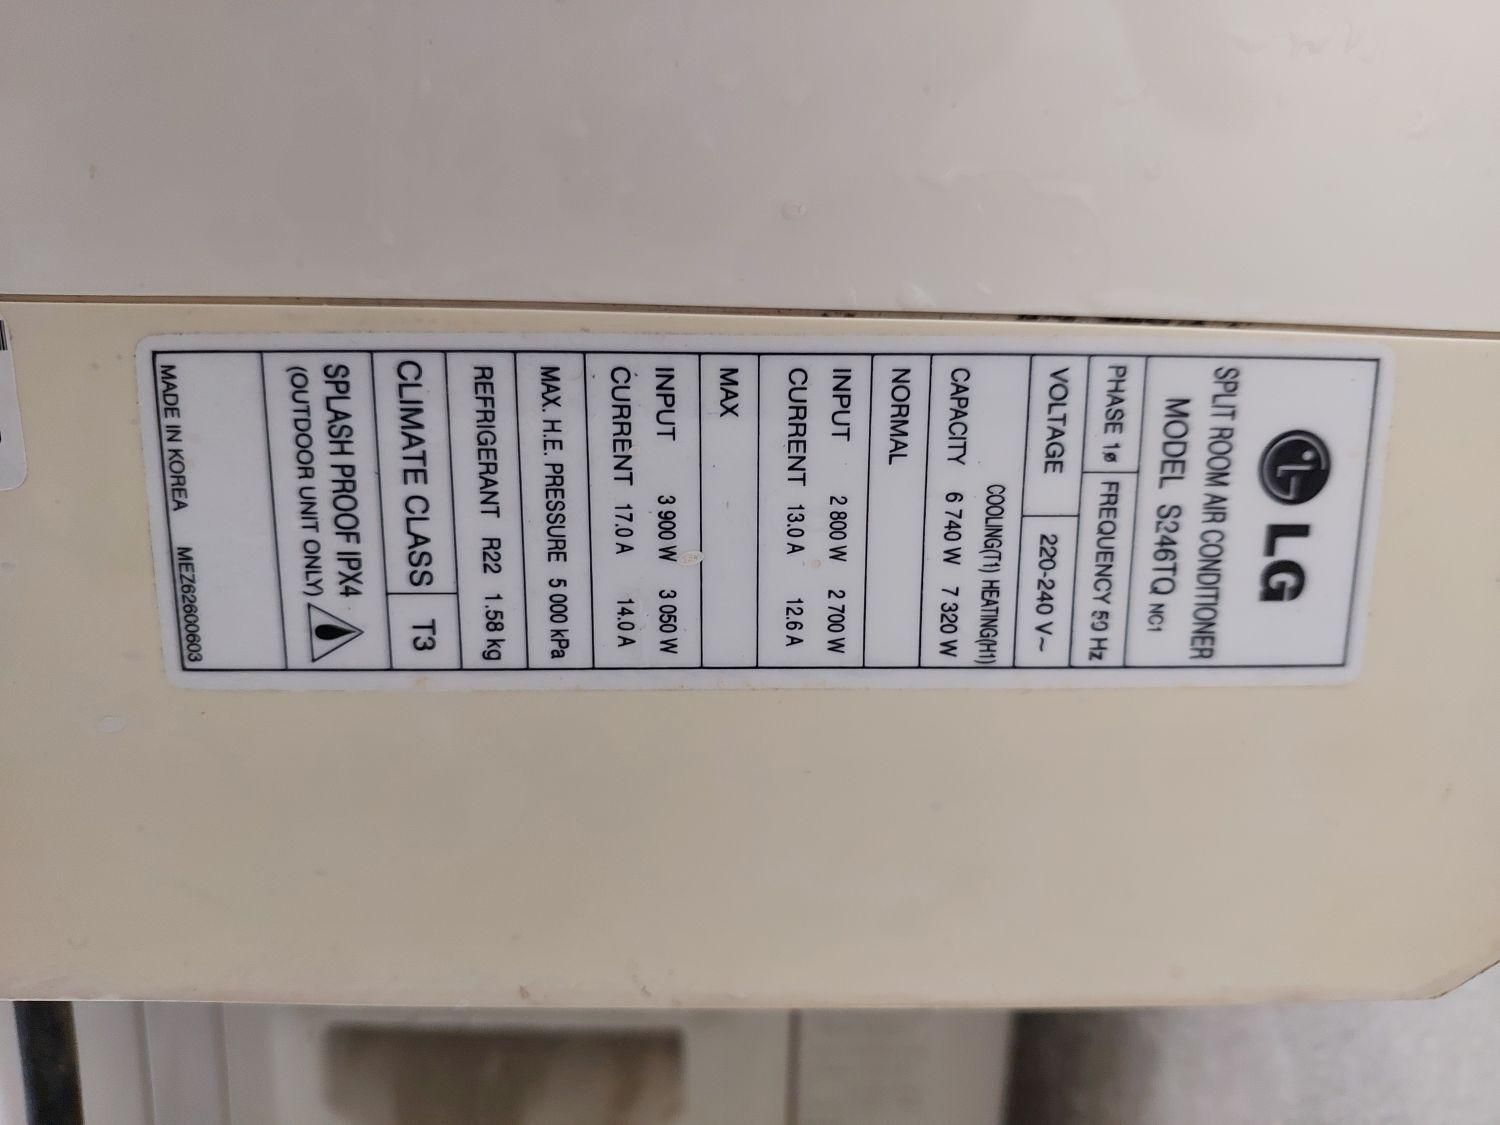 LG
SPLIT ROOM AIR CONDITIONER
MODEL S246TQ NC1
PHASE 1ø FREQUENCY 50 Hz
VOLTAGE 220-240 V~
COOLING(T1) HEATING(H1)
CAPACITY 6 740 W 7 320 W
NORMAL
INPUT 2 800 W 2 700 W
CURRENT 13.0 A 12.6 A
MAX
INPUT 3 900 W 3 050 W
CURRENT 17.0 A 14.0 A
MAX. H.E. PRESSURE 5 000 kPa
REFRIGERANT R22 1.58 kg
CLIMATE CLASS T3
SPLASH PROOF IPX4
(OUTDOOR UNIT ONLY)
MADE IN KOREA MEZ62600603